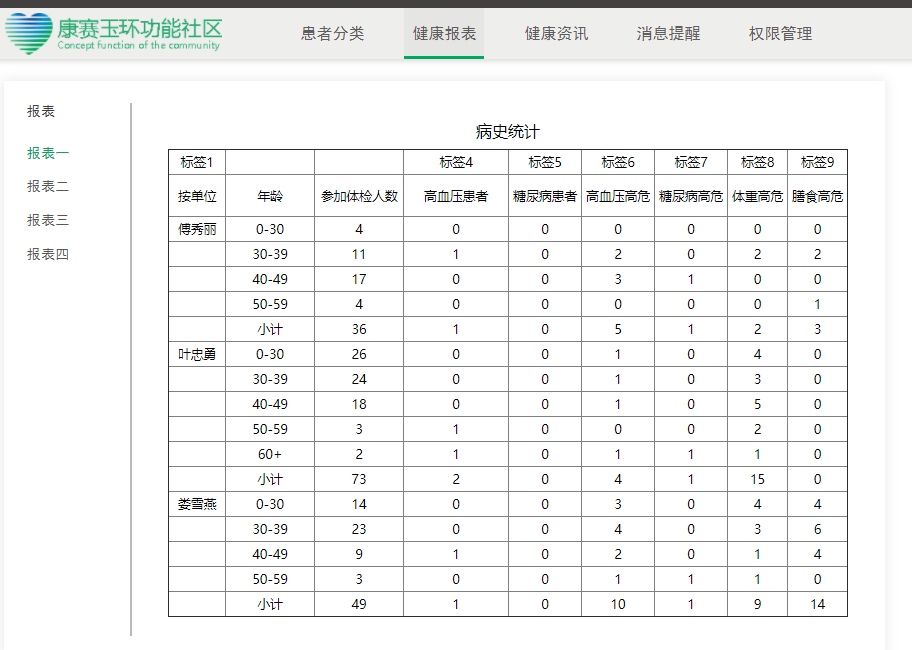 康赛玉环功能社区
Concept function of the community
患者分类 健康报表 健康资讯 消息提醒 权限管理
报表
报表一
报表二
报表三
报表四
病史统计
标签1 标签4 标签5 标签6 标签7 标签8 标签9
按单位 年龄 参加体检人数 高血压患者 糖尿病患者 高血压高危 糖尿病高危 体重高危 膳食高危
傅秀丽 0-30 4 0 0 0 0 0 0
30-39 11 1 0 2 0 2 2
40-49 17 0 0 3 1 0 0
50-59 4 0 0 0 0 0 1
小计 36 1 0 5 1 2 3
叶忠勇 0-30 26 0 0 1 0 4 0
30-39 24 0 0 1 0 3 0
40-49 18 0 0 1 0 5 0
50-59 3 1 0 0 0 2 0
60+ 2 1 0 1 1 1 0
小计 73 2 0 4 1 15 0
娄雪燕 0-30 14 0 0 3 0 4 4
30-39 23 0 0 4 0 3 6
40-49 9 1 0 2 0 1 4
50-59 3 0 0 1 1 1 0
小计 49 1 0 10 1 9 14